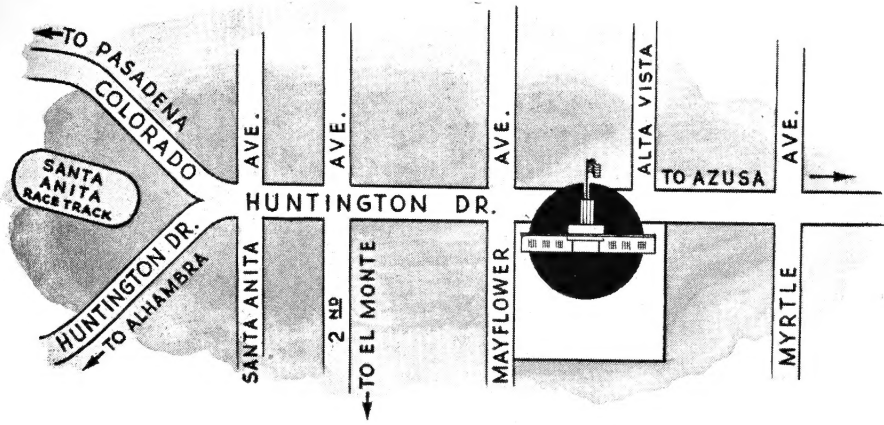 TO PASADENA
COLORADO
SANTA
ANITA
RACE TRACK
HUNTINGTON DR.
TO ALHAMBRA
SANTA ANITA AVE.
2ND AVE.
TO EL MONTE
HUNTINGTON DR.
MAYFLOWER AVE.
ALTA VISTA
TO AZUSA
MYRTLE AVE.